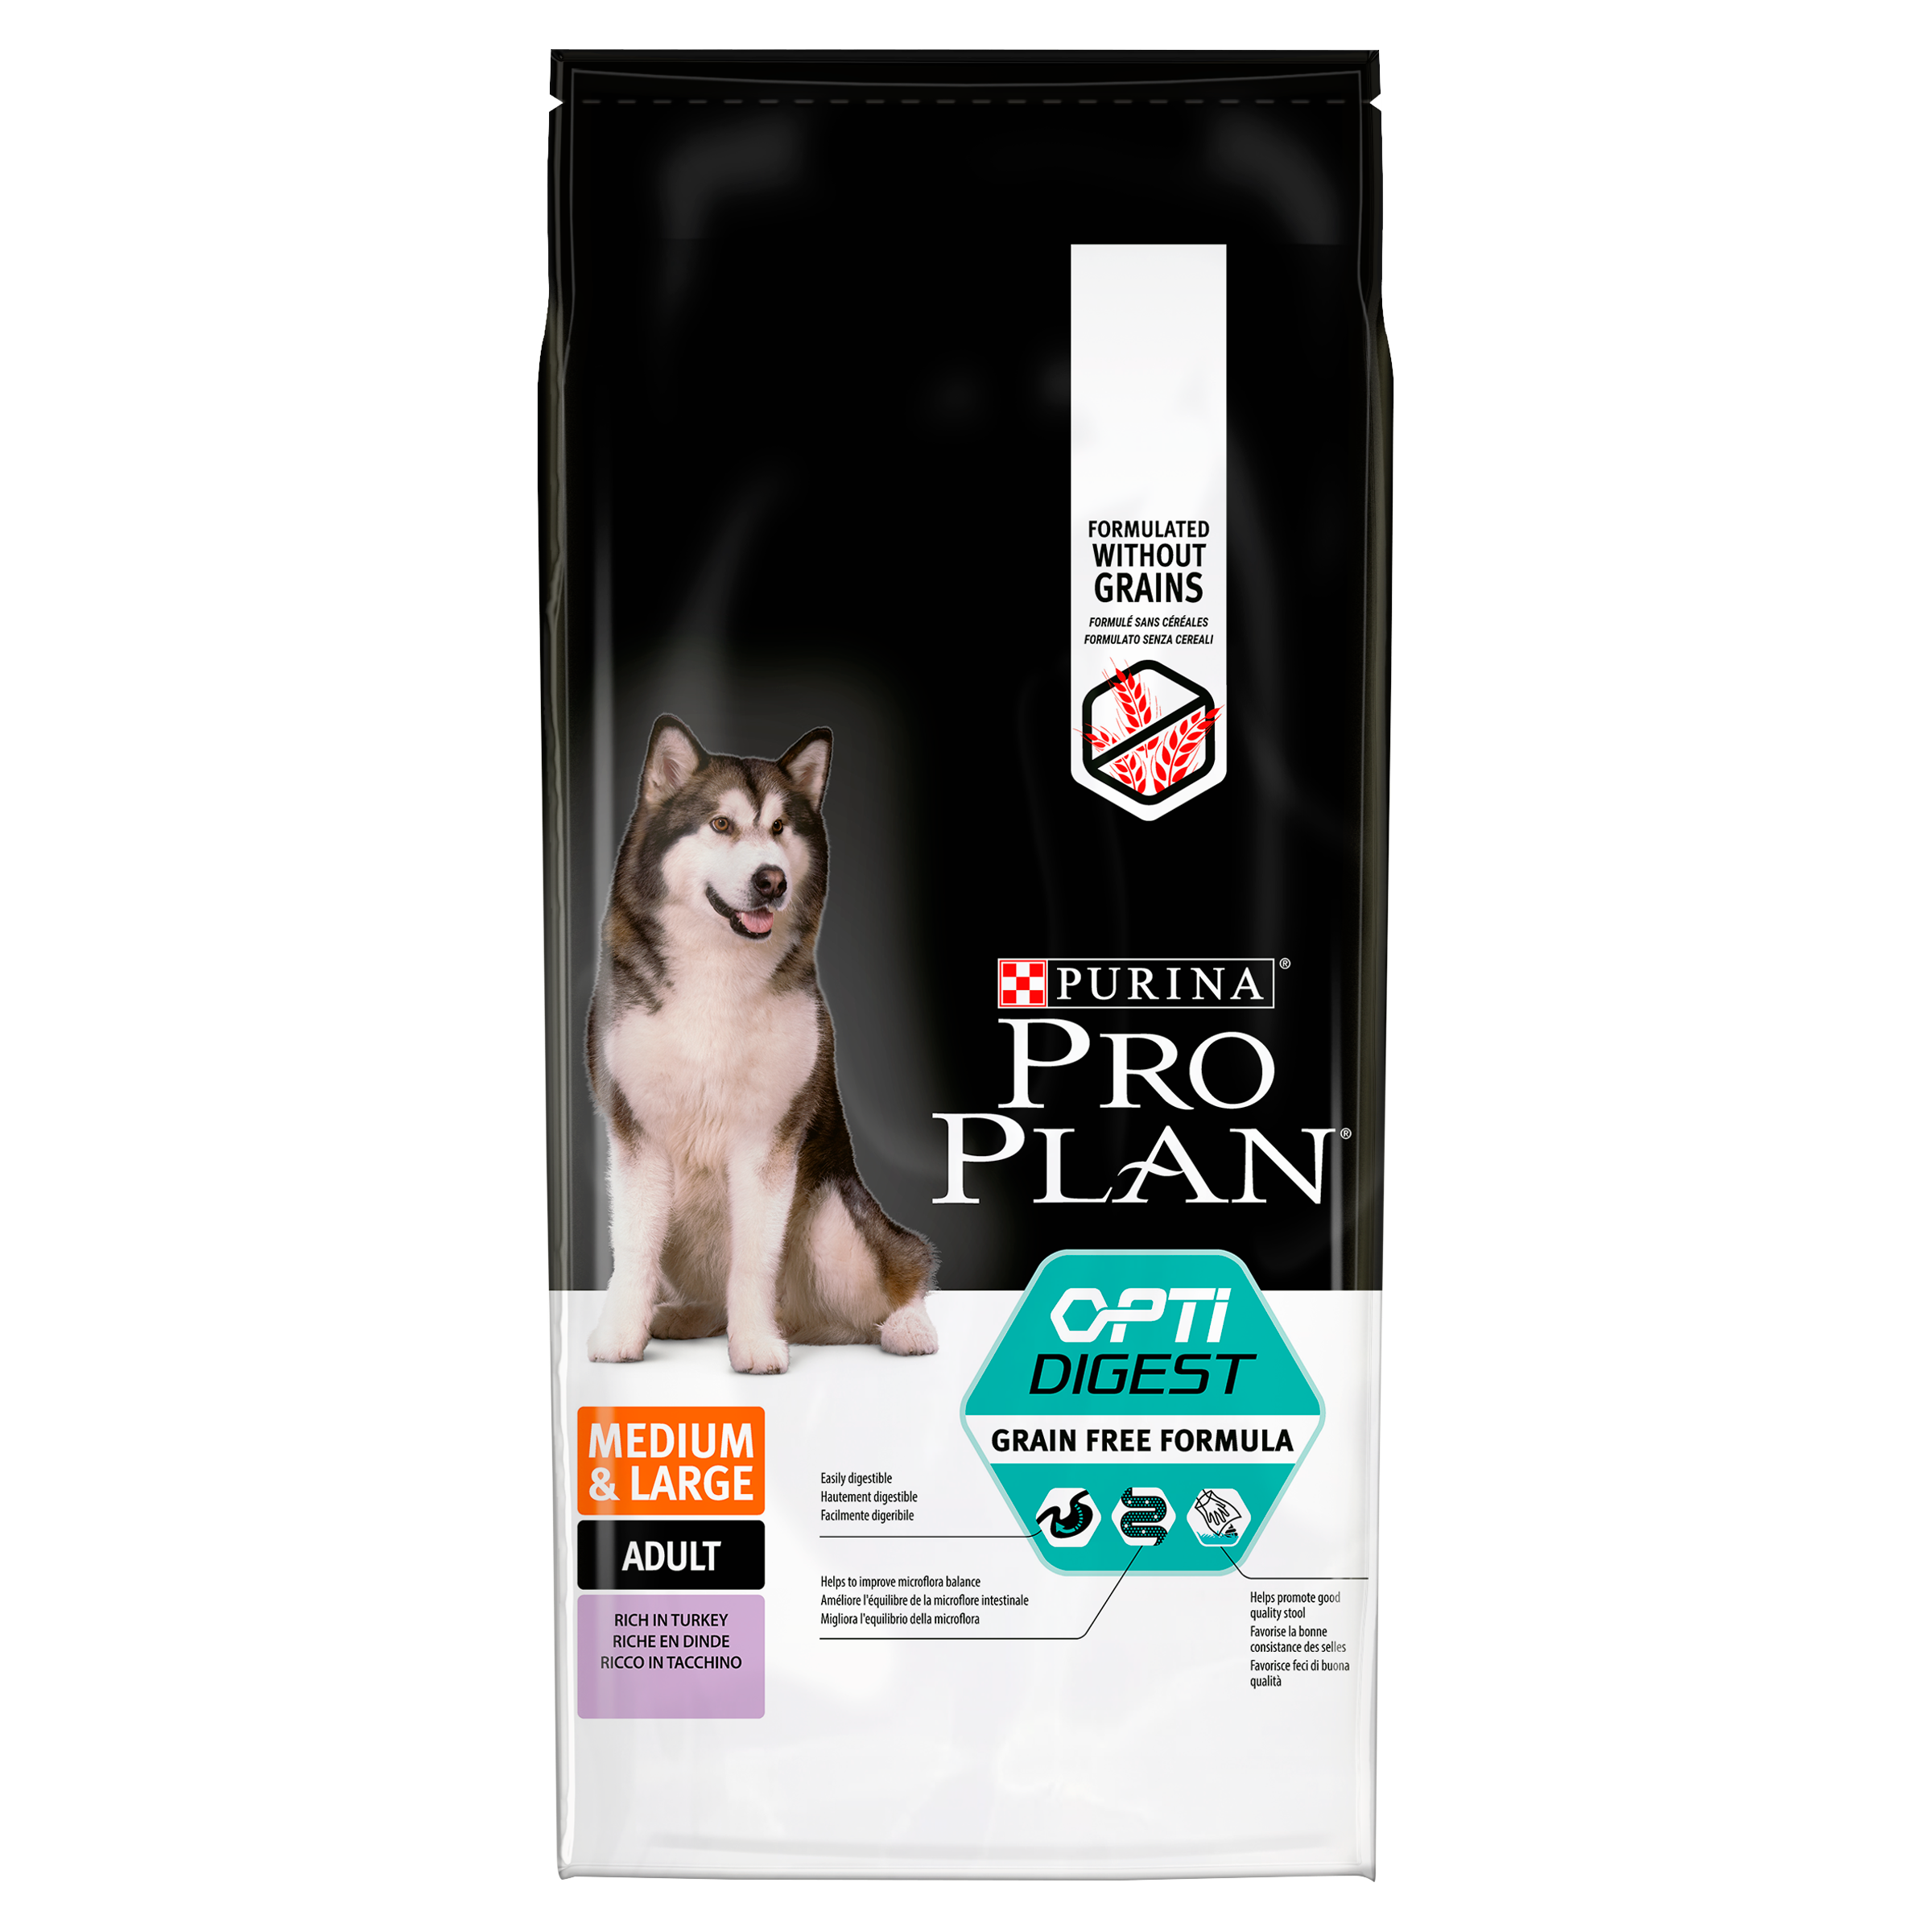 FORMULATED
WITHOUT
GRAINS
FORMULÉ SANS CÉRÉALES
FORMULATO SENZA CEREALI
PURINA®
PRO
PLAN®
OPTI
DIGEST
GRAIN FREE FORMULA
MEDIUM
& LARGE
ADULT
RICH IN TURKEY
RICHE EN DINDE
RICCO IN TACCHINO
Easily digestible
Hautement digestible
Facilmente digeribile
Helps to improve microflora balance
Améliore l'équilibre de la microflore intestinale
Migliora l'equilibrio della microflora
Helps promote good
quality stool
Favorise la bonne
consistance des selles
Favorisce feci di buona
qualità